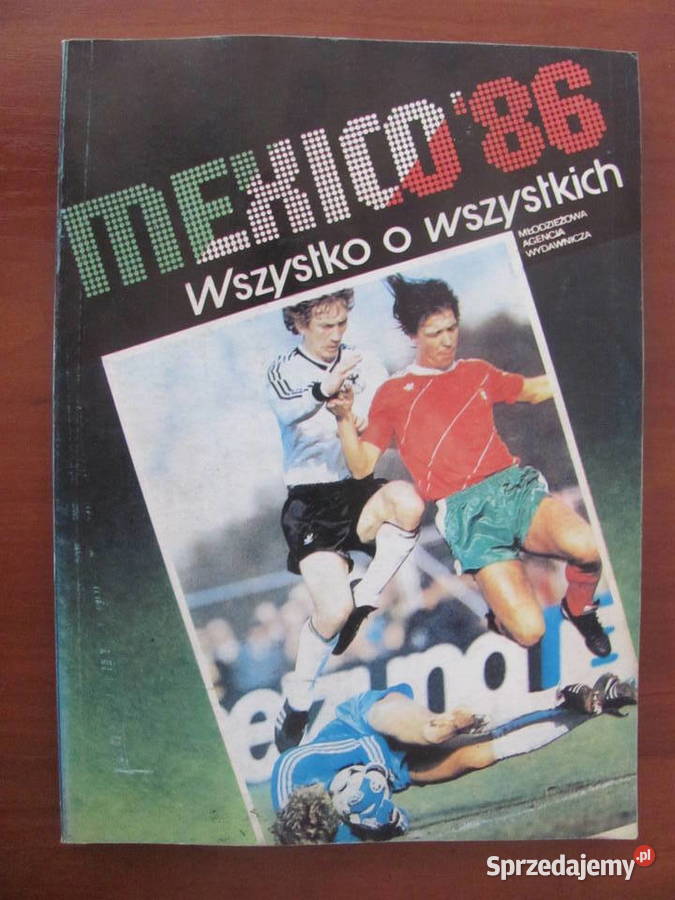 MEXICO '86
Wszystko o wszystkich
MŁODZIEŻOWA
AGENCJA
WYDAWNICZA
Sprzedajemy.pl